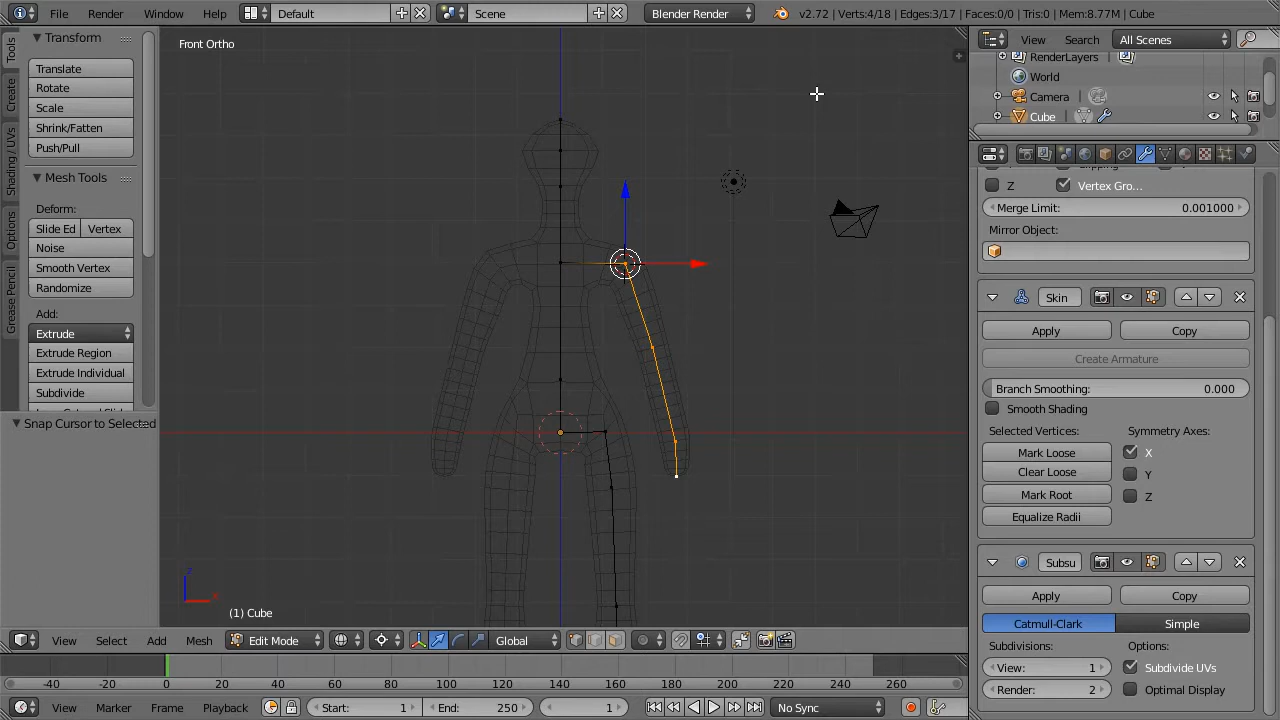 File Render Window Help Default Scene Blender Render v2.72 | Verts:4/18 | Edges:3/17 | Faces:0/0 | Tris:0 | Mem:8.77M | Cube
Tools
Create
Shading / UVs
Options
Grease Pencil
Transform
Translate
Rotate
Scale
Shrink/Fatten
Push/Pull
Mesh Tools
Deform:
Slide Ed Vertex
Noise
Smooth Vertex
Randomize
Add:
Extrude
Extrude Region
Extrude Individual
Subdivide
Snap Cursor to Selected
Front Ortho
z
x
(1) Cube
View Search All Scenes
RenderLayers
World
Camera
Cube
Z Vertex Gro...
Merge Limit: 0.001000
Mirror Object:
Skin
Apply Copy
Create Armature
Branch Smoothing: 0.000
Smooth Shading
Selected Vertices: Symmetry Axes:
Mark Loose X
Clear Loose Y
Mark Root Z
Equalize Radii
Subsu
Apply Copy
Catmull-Clark Simple
Subdivisions: Options:
View: 1 Subdivide UVs
Render: 2 Optimal Display
View Select Add Mesh Edit Mode Global
-40 -20 0 20 40 60 80 100 120 140 160 180 200 220 240 260
View Marker Frame Playback Start: 1 End: 250 1 No Sync